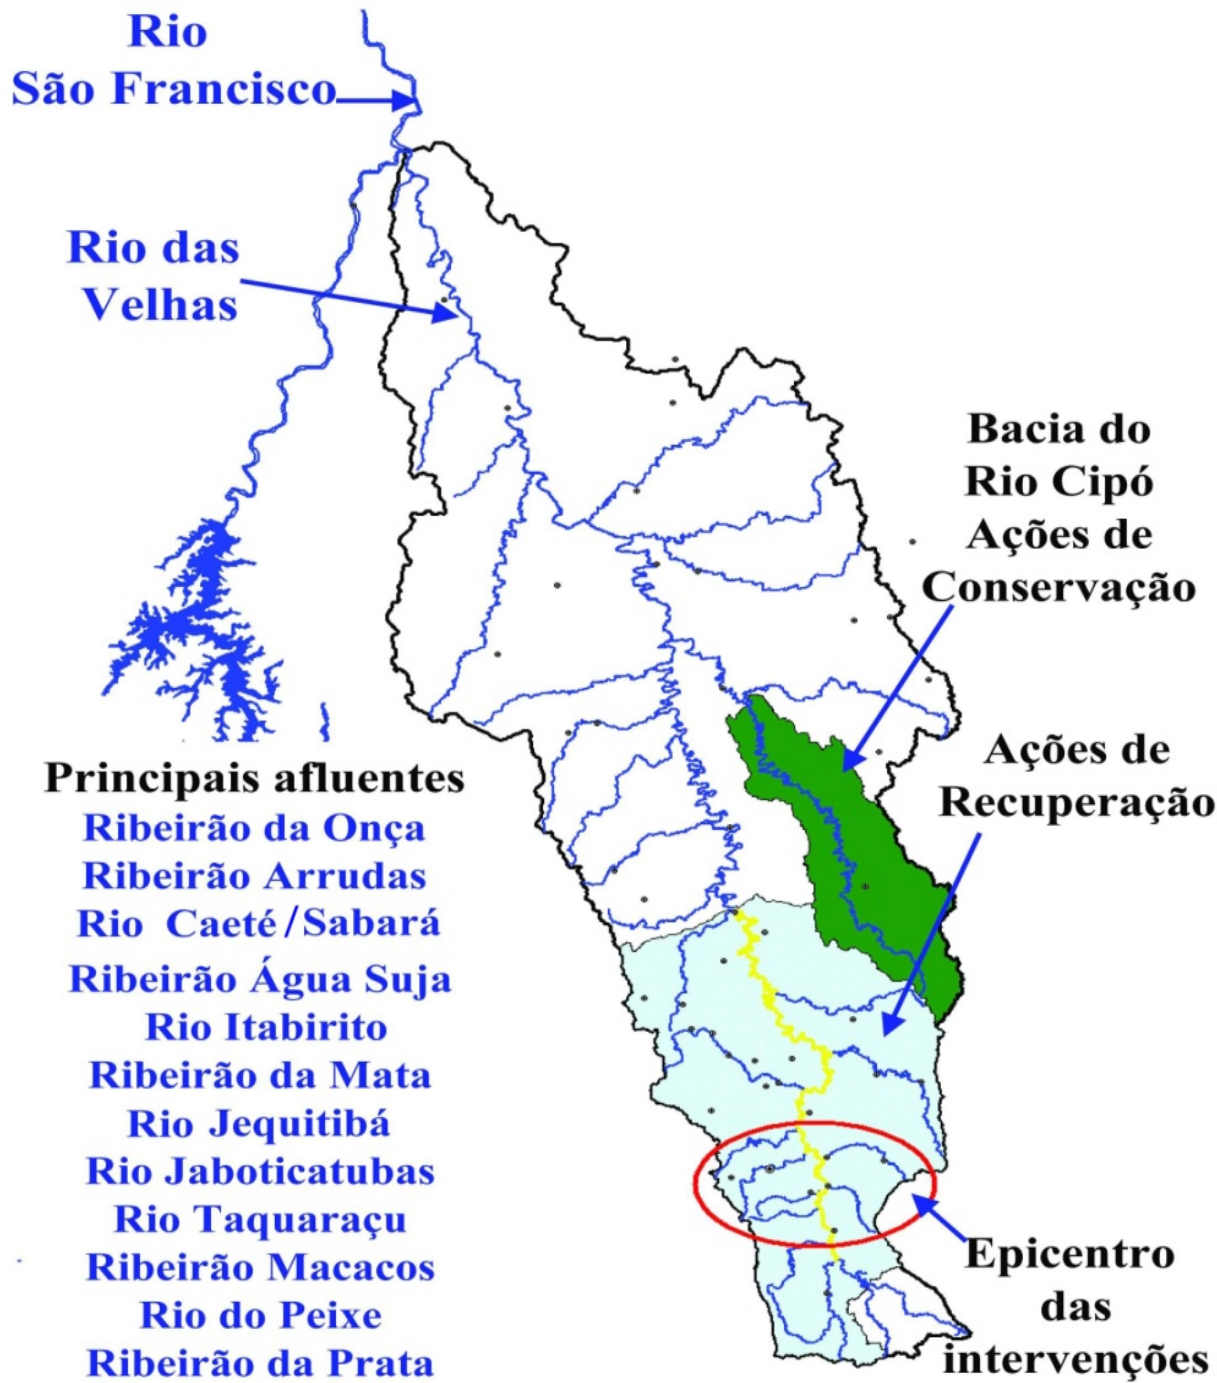 Rio
São Francisco
Rio das
Velhas
Bacia do
Rio Cipó
Ações de
Conservação
Ações de
Recuperação
Principais afluentes
Ribeirão da Onça
Ribeirão Arrudas
Rio Caeté/Sabará
Ribeirão Água Suja
Rio Itabirito
Ribeirão da Mata
Rio Jequitibá
Rio Jaboticatubas
Rio Taquaraçu
Ribeirão Macacos
Rio do Peixe
Ribeirão da Prata
Epicentro
das
intervenções